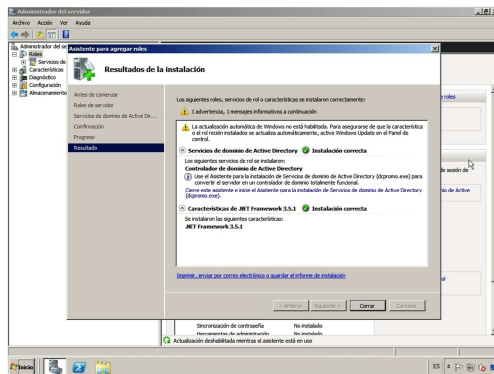 Administrador del servidor
Archivo Acción Ver Ayuda
Administrador del se
Roles
Servicios de
Características
Diagnóstico
Configuración
Almacenamiento
Asistente para agregar roles
Resultados de la instalación
Antes de comenzar
Roles de servidor
Servicios de dominio de Active Dir...
Confirmación
Progreso
Resultado
Los siguientes roles, servicios de rol o características se instalaron correctamente:
1 advertencia, 1 mensajes informativos a continuación
La actualización automática de Windows no está habilitada. Para asegurarse de que la característica
o el rol recién instalados se actualiza automáticamente, active Windows Update en el Panel de
control.
Servicios de dominio de Active Directory Instalación correcta
Los siguientes servicios de rol se instalaron:
Controlador de dominio de Active Directory
Use el Asistente para la instalación de Servicios de dominio de Active Directory (dcpromo.exe) para
convertir el servidor en un controlador de dominio totalmente funcional.
Cierre este asistente e inicie el Asistente para la instalación de Servicios de dominio de Active Directory
(dcpromo.exe).
Características de .NET Framework 3.5.1 Instalación correcta
Se instalaron las siguientes características:
.NET Framework 3.5.1
Imprimir, enviar por correo electrónico o guardar el informe de instalación
< Anterior Siguiente > Cerrar Cancelar
roles
de sesión de
io de Active
Sincronización de contraseña No instalado
Herramientas de administración No instalado
Actualización deshabilitada mientras el asistente está en uso
Inicio
ES